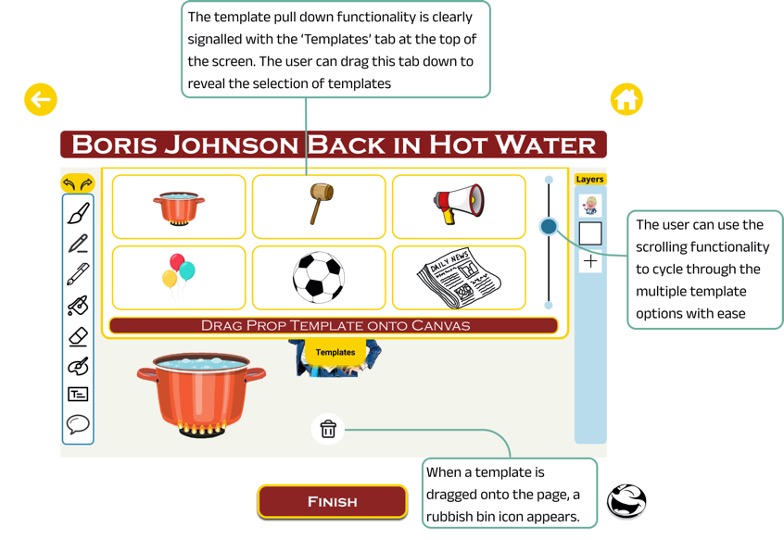 The template pull down functionality is clearly
signalled with the ‘Templates’ tab at the top of
the screen. The user can drag this tab down to
reveal the selection of templates
BORIS JOHNSON BACK IN HOT WATER
Layers
DAILY NEWS
The user can use the
scrolling functionality
to cycle through the
multiple template
options with ease
DRAG PROP TEMPLATE ONTO CANVAS
Templates
When a template is
dragged onto the page, a
rubbish bin icon appears.
FINISH